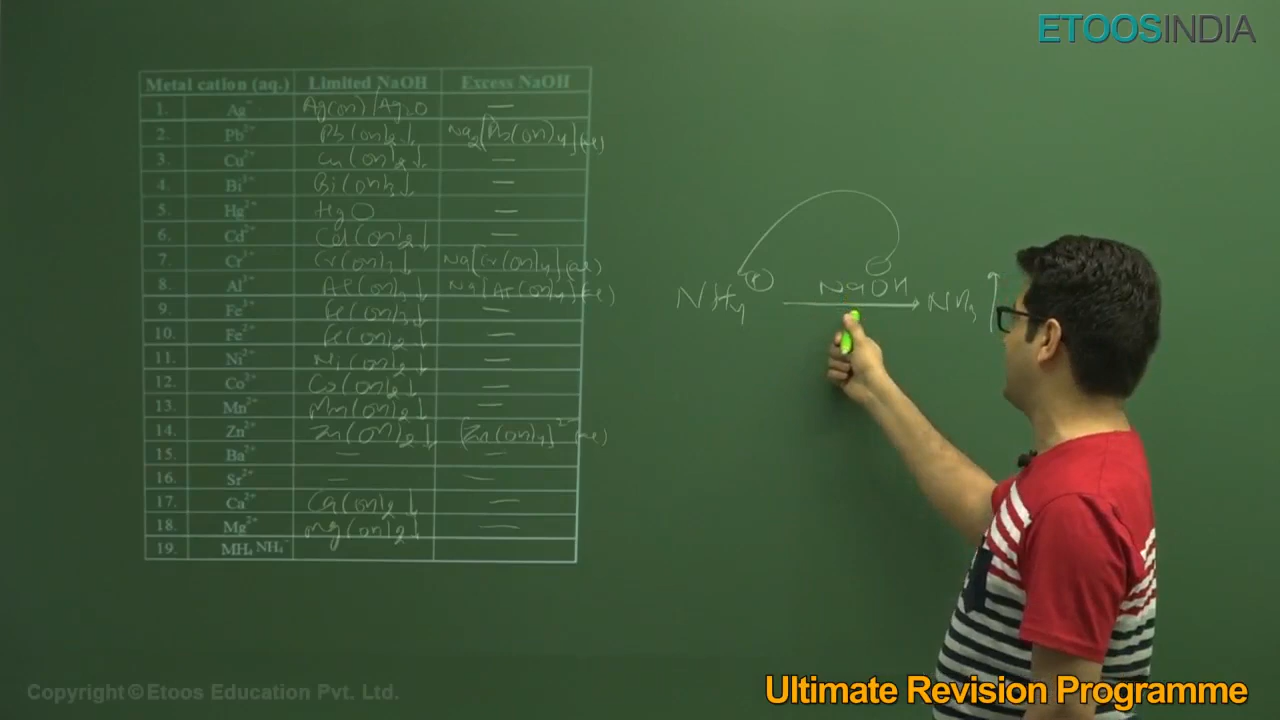 ETOOSINDIA
Metal cation (aq.) Limited NaOH Excess NaOH
1. Ag⁺ Ag(OH) / Ag₂O —
2. Pb²⁺ Pb(OH)₂↓ Na₂[Pb(OH)₄](aq)
3. Cu²⁺ Cu(OH)₂↓ —
4. Bi³⁺ Bi(OH)₃↓ —
5. Hg²⁺ HgO —
6. Cd²⁺ Cd(OH)₂↓ —
7. Cr³⁺ Cr(OH)₃↓ Na[Cr(OH)₄](aq)
8. Al³⁺ Al(OH)₃↓ Na[Al(OH)₄](aq)
9. Fe³⁺ Fe(OH)₃↓ —
10. Fe²⁺ Fe(OH)₂↓ —
11. Ni²⁺ Ni(OH)₂↓ —
12. Co²⁺ Co(OH)₂↓ —
13. Mn²⁺ Mn(OH)₂↓ —
14. Zn²⁺ Zn(OH)₂↓ [Zn(OH)₄]²⁻(aq)
15. Ba²⁺ — —
16. Sr²⁺ — —
17. Ca²⁺ Ca(OH)₂↓ —
18. Mg²⁺ Mg(OH)₂↓ —
19. MH₄ NH₄⁺
NH₄⊕ NaOH⊖ → NH₃↑
Copyright © Etoos Education Pvt. Ltd.
Ultimate Revision Programme